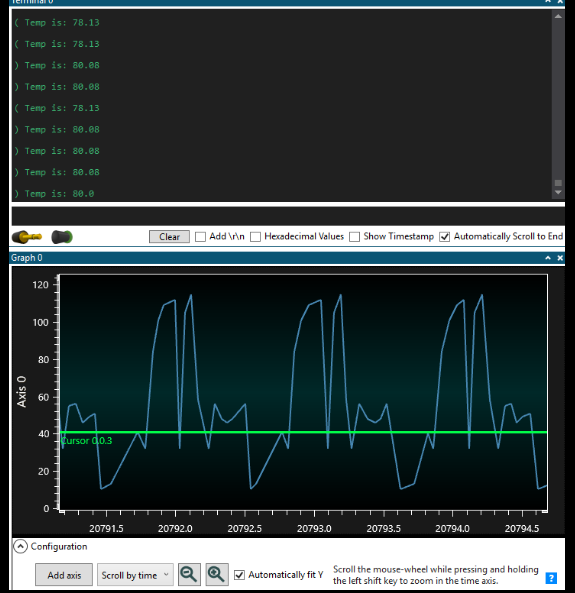 Terminal 0
( Temp is: 78.13
( Temp is: 78.13
) Temp is: 80.08
) Temp is: 80.08
( Temp is: 78.13
) Temp is: 80.08
) Temp is: 80.08
) Temp is: 80.08
) Temp is: 80.0
Clear Add \r\n Hexadecimal Values Show Timestamp Automatically Scroll to End
Graph 0
120
100
80
60
40
20
0
Axis 0
Cursor 0.0.3
20791.5 20792.0 20792.5 20793.0 20793.5 20794.0 20794.5
Configuration
Add axis Scroll by time Automatically fit Y Scroll the mouse-wheel while pressing and holding
the left shift key to zoom in the time axis. ?